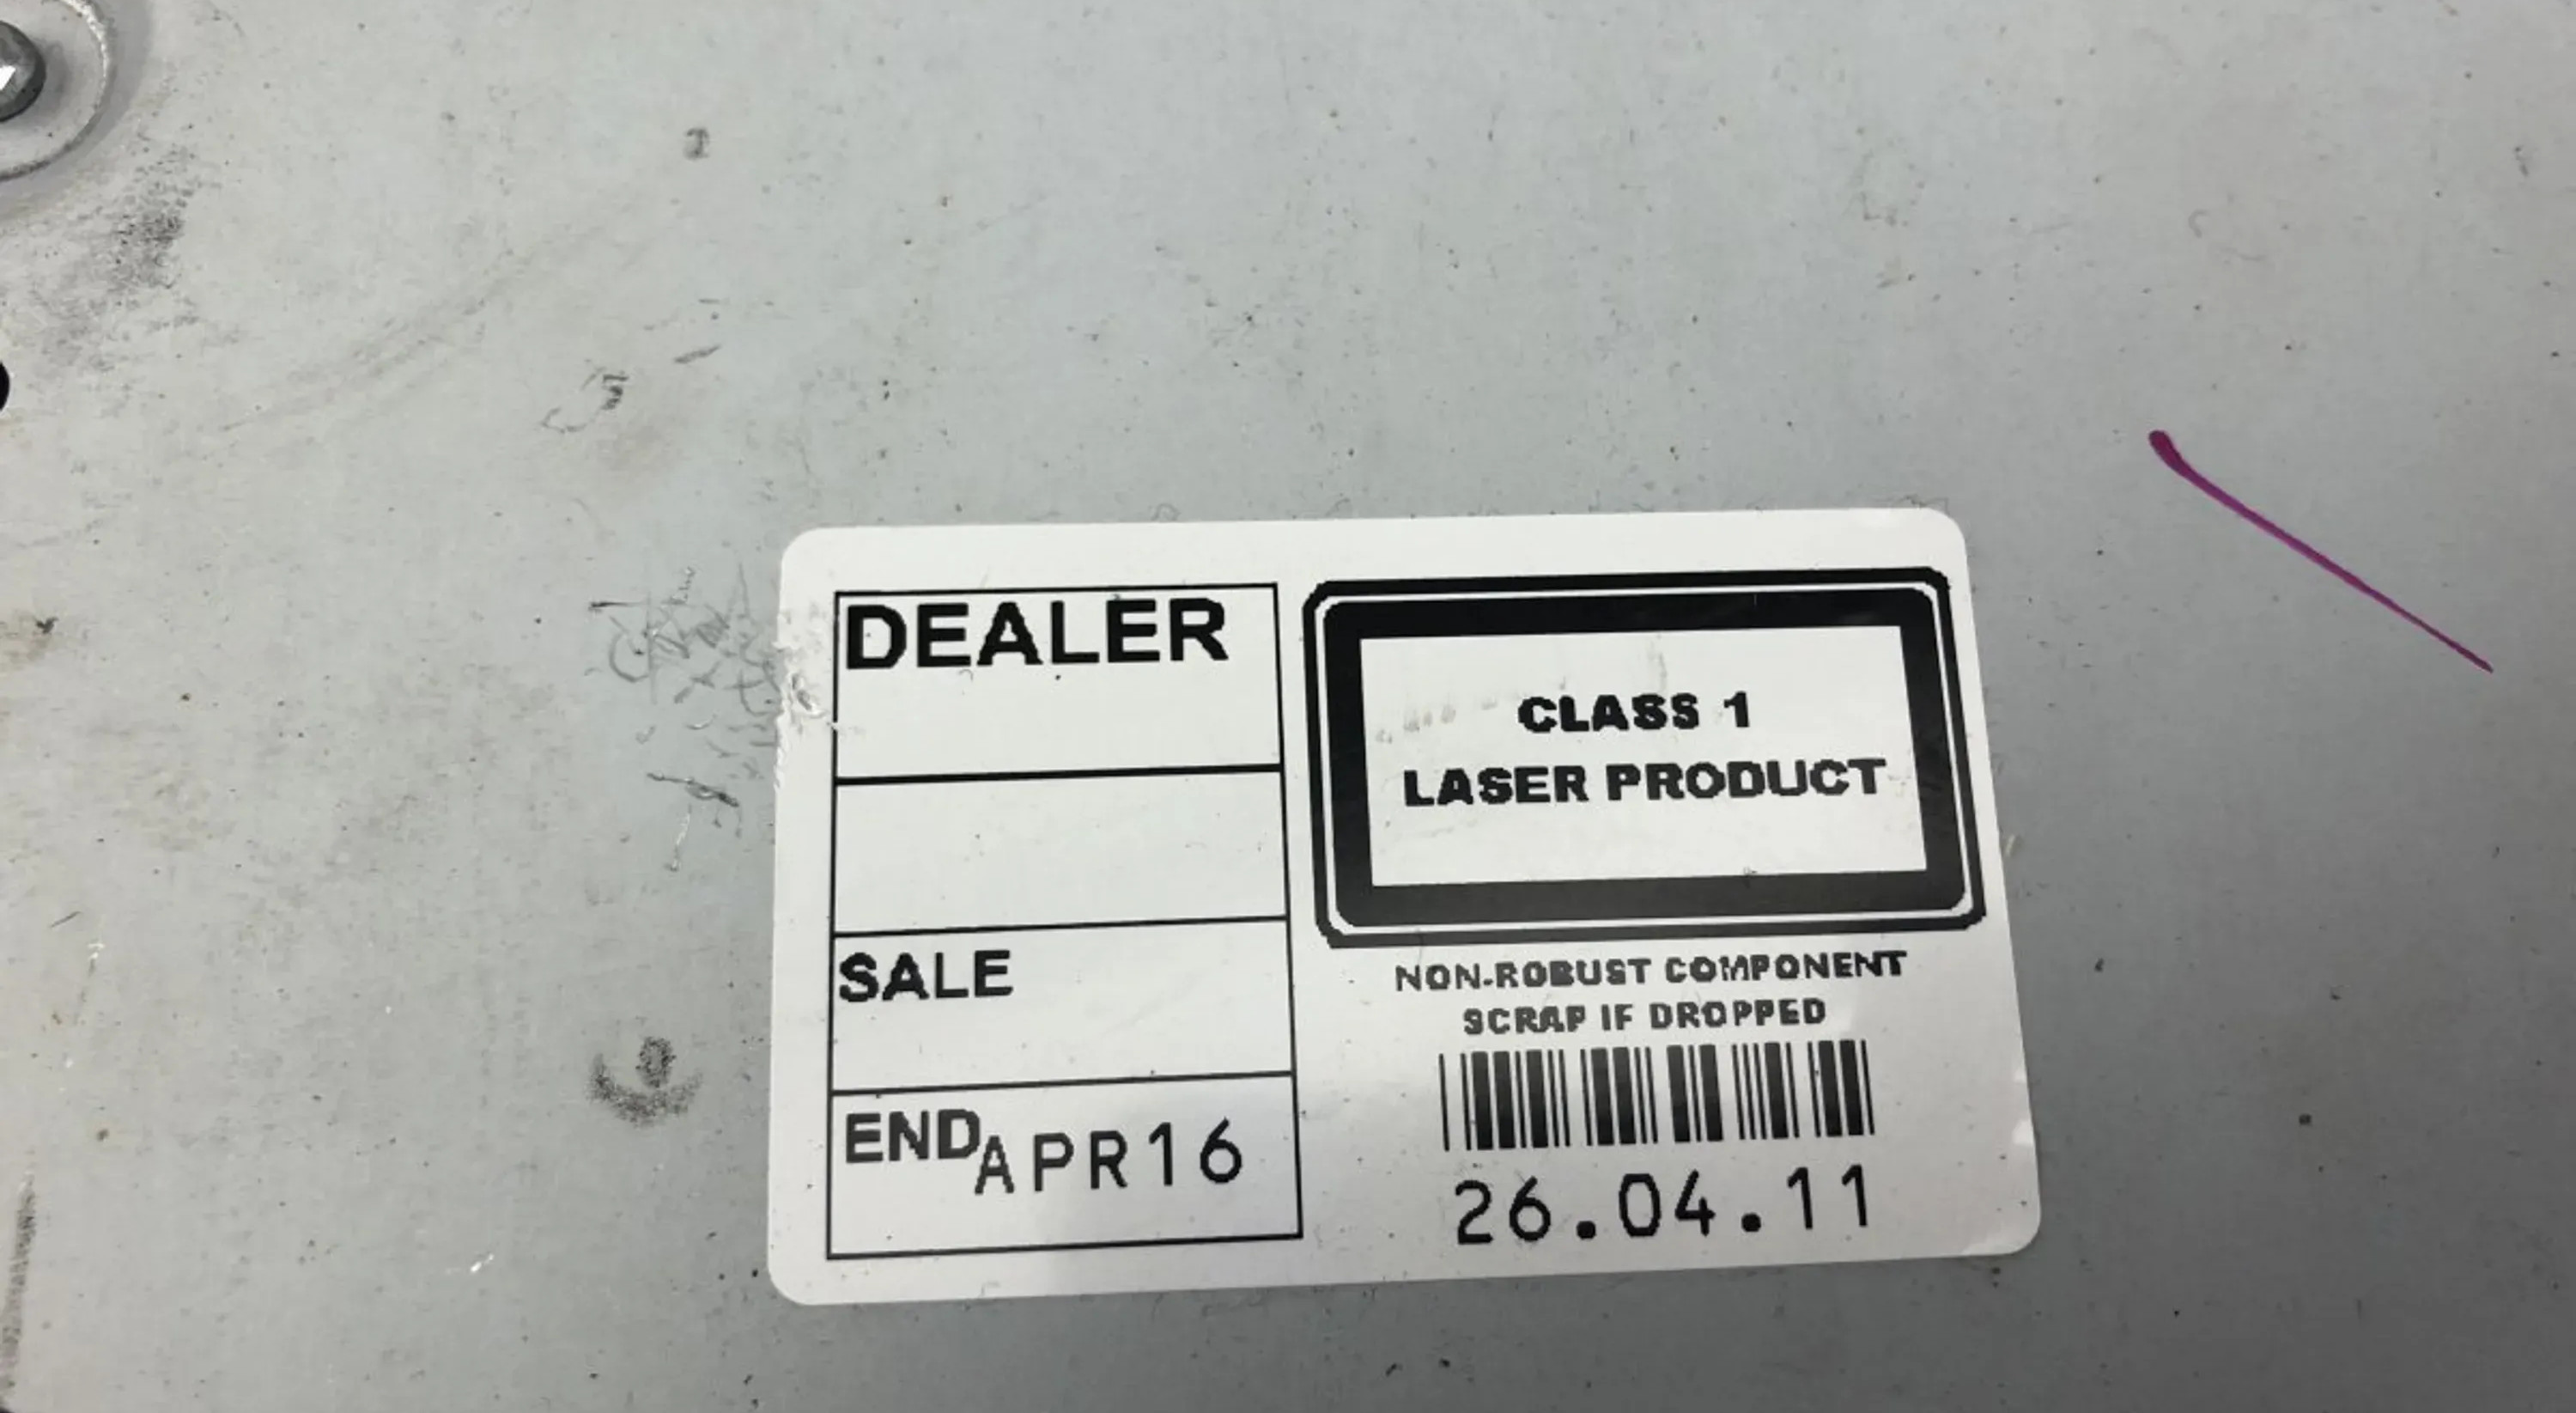 DEALER
SALE
END APR16
CLASS 1
LASER PRODUCT
NON-ROBUST COMPONENT
SCRAP IF DROPPED
26.04.11